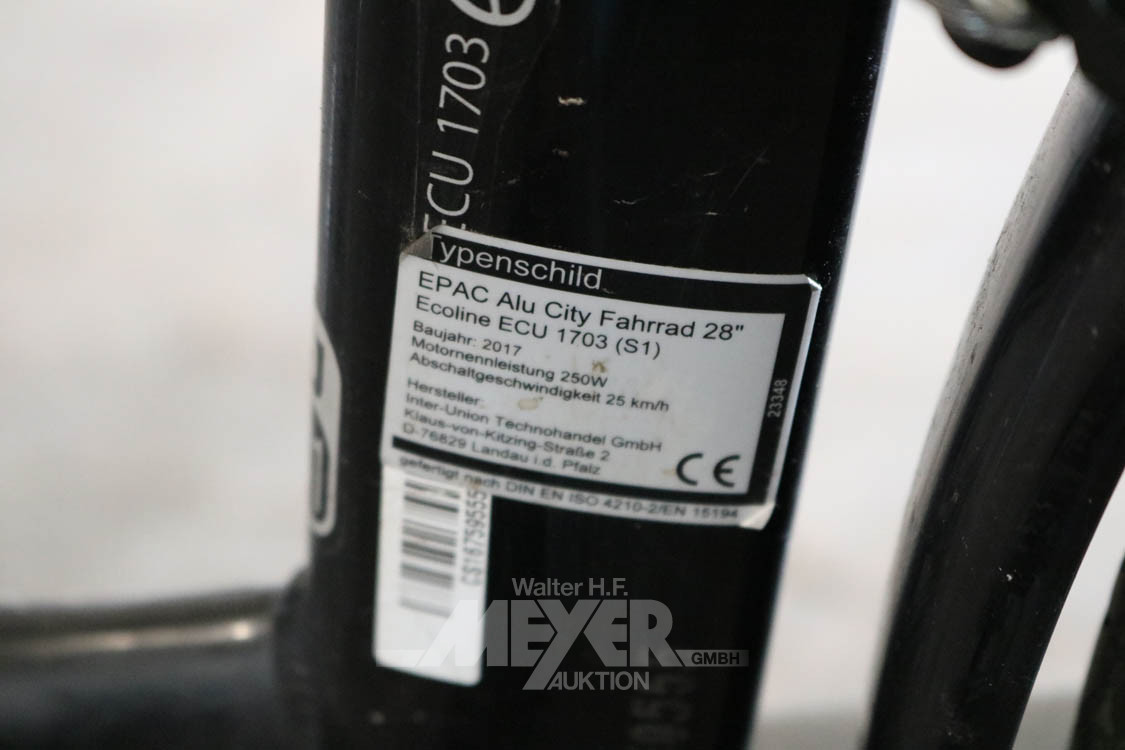 ECU 1703
Typenschild
EPAC Alu City Fahrrad 28"
Ecoline ECU 1703 (S1)
Baujahr: 2017
Motornennleistung 250W
Abschaltgeschwindigkeit 25 km/h
Hersteller:
Inter-Union Technohandel GmbH
Klaus-von-Kitzing-Straße 2
D-76829 Landau i.d. Pfalz
CE
23348
gefertigt nach DIN EN ISO 4210-2/EN 15194
CS16759555
Walter H.F.
MEYER
GMBH
AUKTION